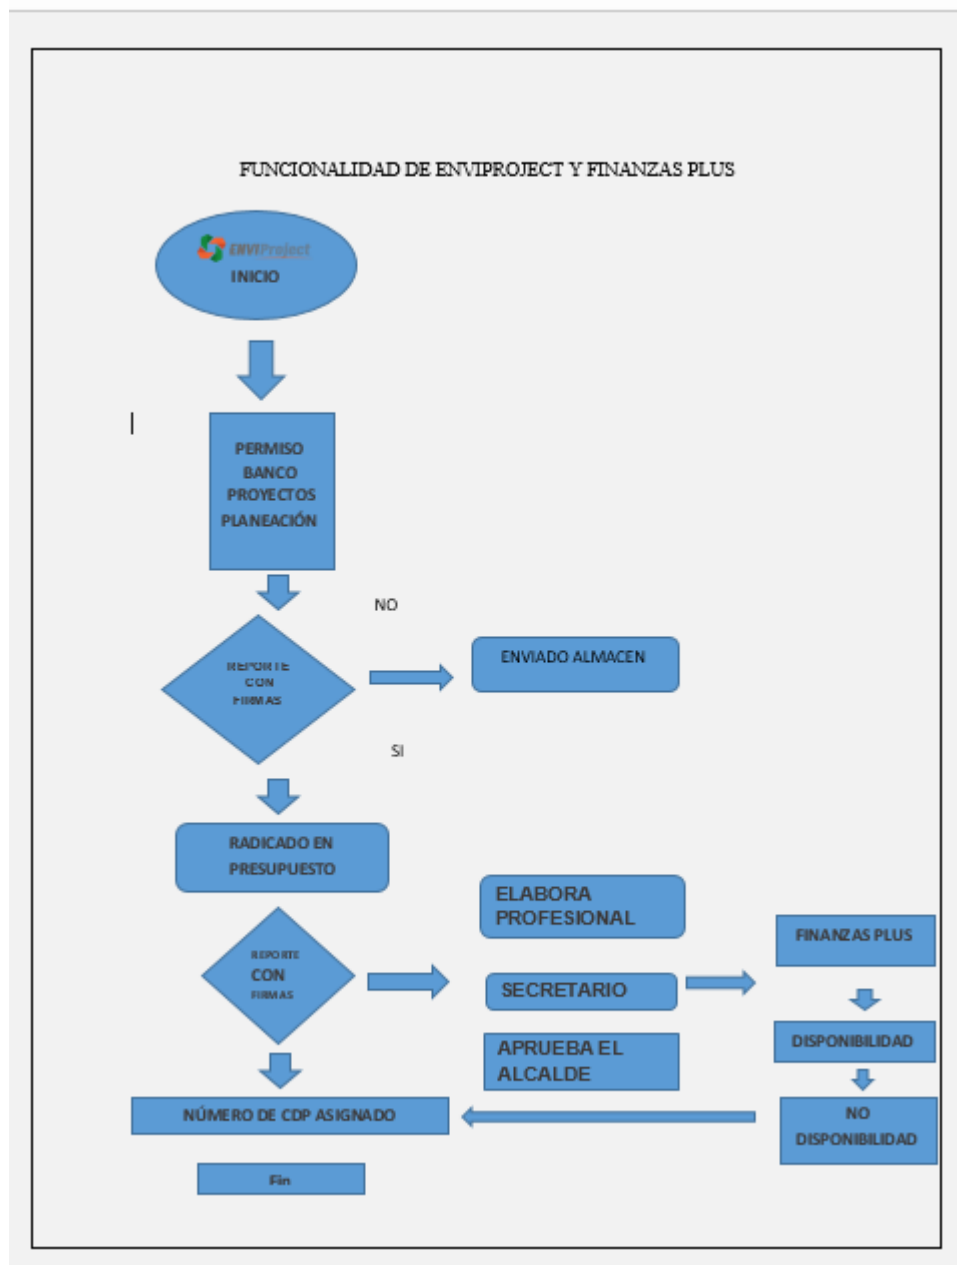 FUNCIONALIDAD DE ENVIPROJECT Y FINANZAS PLUS
ENVIProject
INICIO
PERMISO
BANCO
PROYECTOS
PLANEACIÓN
NO
REPORTE
CON
FIRMAS
ENVIADO ALMACEN
SI
RADICADO EN
PRESUPUESTO
REPORTE
CON
FIRMAS
ELABORA
PROFESIONAL
SECRETARIO
APRUEBA EL
ALCALDE
FINANZAS PLUS
DISPONIBILIDAD
NO
DISPONIBILIDAD
NÚMERO DE CDP ASIGNADO
Fin